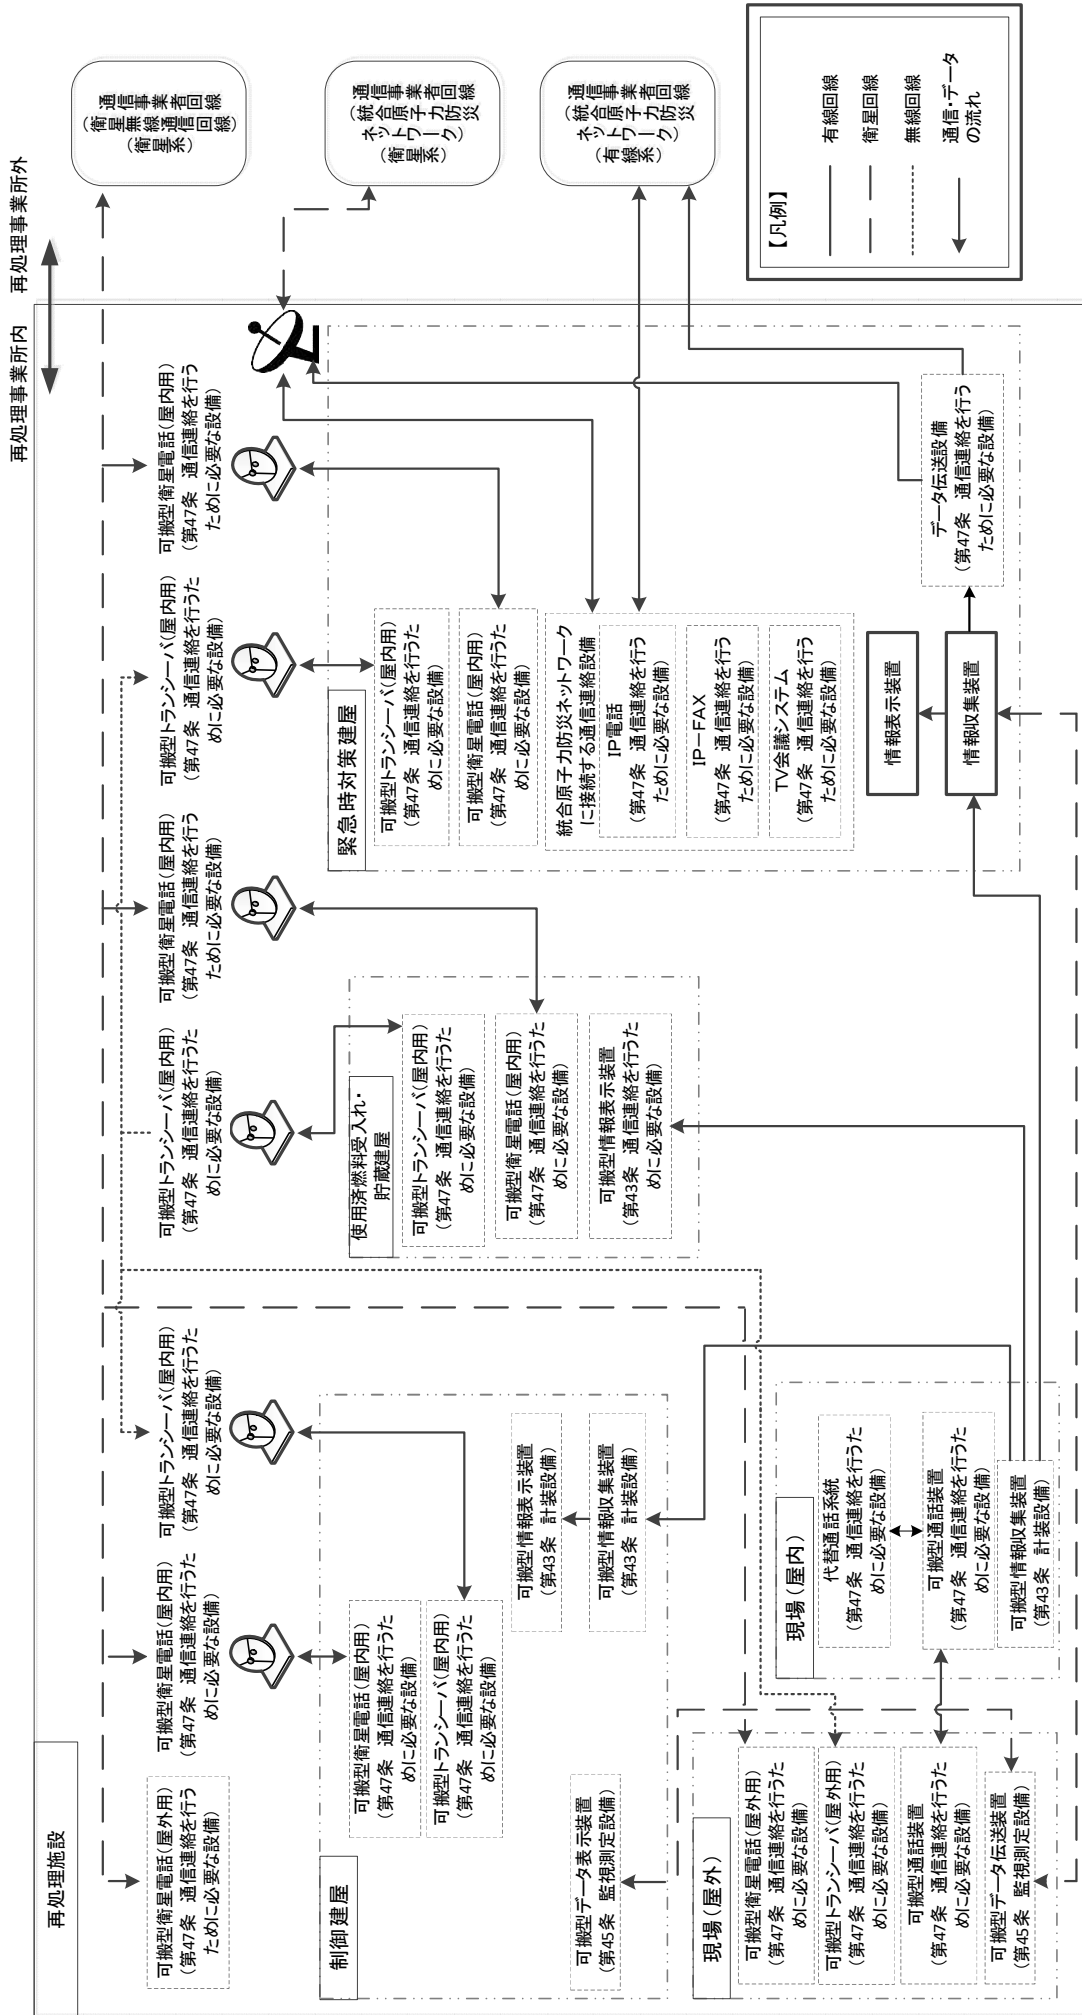 再処理施設
再処理事業所内
再処理事業所外
可搬型衛星電話(屋外用)
(第47条 通信連絡を行う
ために必要な設備)
可搬型衛星電話(屋内用)
(第47条 通信連絡を行うた
めに必要な設備)
可搬型トランシーバ(屋内用)
(第47条 通信連絡を行うた
めに必要な設備)
可搬型トランシーバ(屋内用)
(第47条 通信連絡を行うた
めに必要な設備)
可搬型衛星電話(屋内用)
(第47条 通信連絡を行う
ために必要な設備)
可搬型トランシーバ(屋内用)
(第47条 通信連絡を行うた
めに必要な設備)
可搬型衛星電話(屋内用)
(第47条 通信連絡を行う
ために必要な設備)
通信事業者回線
(衛星無線通信回線)
(衛星系)
通信事業者回線
(統合原子力防災
ネットワーク)
(衛星系)
通信事業者回線
(統合原子力防災
ネットワーク)
(有線系)
制御建屋
可搬型衛星電話(屋内用)
(第47条 通信連絡を行うた
めに必要な設備)
可搬型トランシーバ(屋内用)
(第47条 通信連絡を行うた
めに必要な設備)
可搬型情報表示装置
(第43条 計装設備)
可搬型情報収集装置
(第43条 計装設備)
可搬型データ表示装置
(第45条 監視測定設備)
使用済燃料受入れ・
貯蔵建屋
可搬型トランシーバ(屋内用)
(第47条 通信連絡を行うた
めに必要な設備)
可搬型衛星電話(屋内用)
(第47条 通信連絡を行うた
めに必要な設備)
可搬型情報表示装置
(第43条 通信連絡を行うた
めに必要な設備)
緊急時対策建屋
可搬型トランシーバ(屋内用)
(第47条 通信連絡を行うた
めに必要な設備)
可搬型衛星電話(屋内用)
(第47条 通信連絡を行うた
めに必要な設備)
統合原子力防災ネットワーク
に接続する通信連絡設備
IP電話
(第47条 通信連絡を行う
ために必要な設備)
IP-FAX
(第47条 通信連絡を行う
ために必要な設備)
TV会議システム
(第47条 通信連絡を行う
ために必要な設備)
情報表示装置
情報収集装置
データ伝送設備
(第47条 通信連絡を行う
ために必要な設備)
現場(屋外)
可搬型衛星電話(屋外用)
(第47条 通信連絡を行うた
めに必要な設備)
可搬型トランシーバ(屋外用)
(第47条 通信連絡を行うた
めに必要な設備)
可搬型通話装置
(第47条 通信連絡を行うた
めに必要な設備)
可搬型データ伝送装置
(第45条 監視測定設備)
現場(屋内)
代替通話系統
(第47条 通信連絡を行うた
めに必要な設備)
可搬型通話装置
(第47条 通信連絡を行うた
めに必要な設備)
可搬型情報収集装置
(第43条 計装設備)
【凡例】
有線回線
衛星回線
無線回線
通信・データ
の流れ